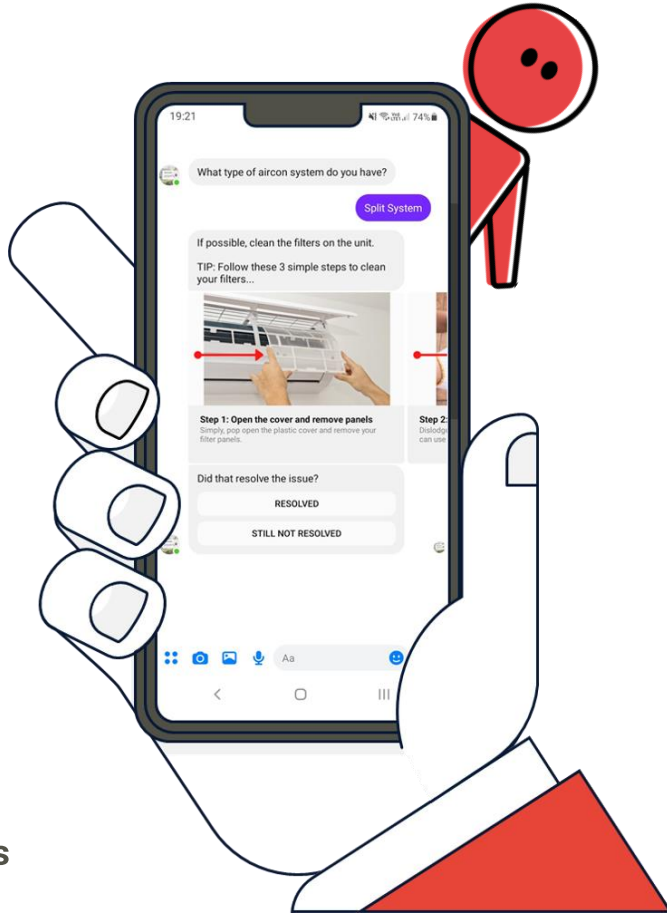 19:21
74%
What type of aircon system do you have?
Split System
If possible, clean the filters on the unit.
TIP: Follow these 3 simple steps to clean
your filters...
Step 1: Open the cover and remove panels
Simply, pop open the plastic cover and remove your
filter panels.
Step 2:
can use
Did that resolve the issue?
RESOLVED
STILL NOT RESOLVED
Aa
s